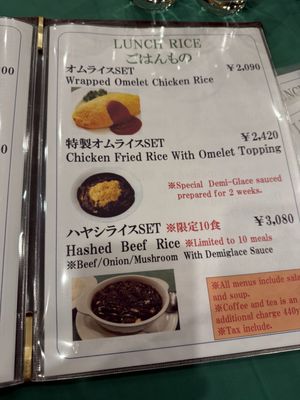 LUNCH RICE
ごはんもの
オムライスSET ￥2,090
Wrapped Omelet Chicken Rice
特製オムライスSET ￥2,420
Chicken Fried Rice With Omelet Topping
※Special Demi-Glace sauced
prepared for 2 weeks.
ハヤシライスSET ※限定10食 ￥3,080
Hashed Beef Rice ※Limited to 10 meals
※Beef/Onion/Mushroom With Demiglace Sauce
※All menus include sala
and soup.
※Coffee and tea is an
additional charge 440y
※Tax include.